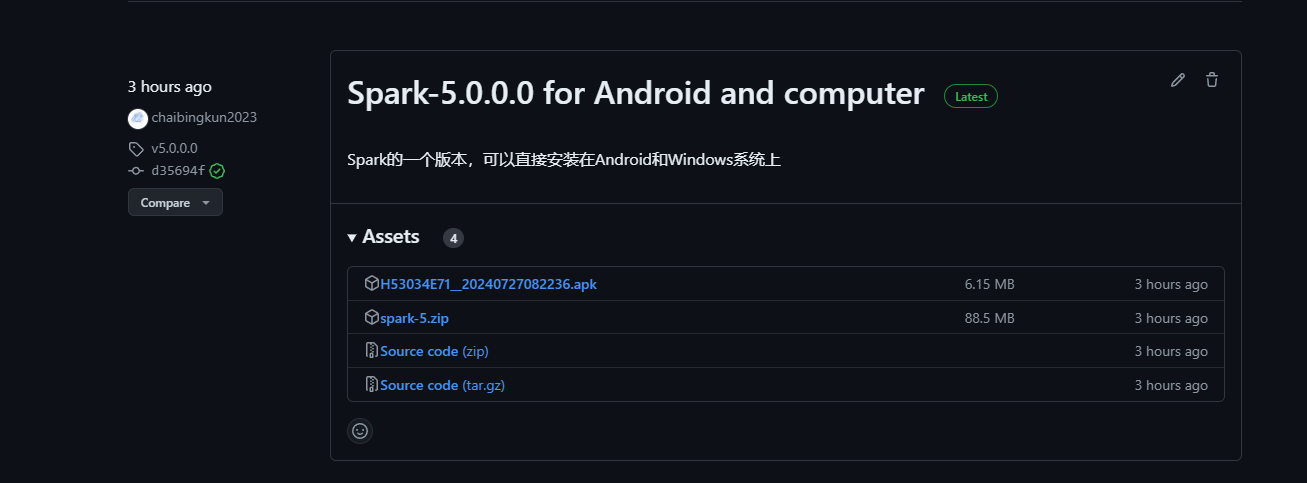 3 hours ago
chaibingkun2023
v5.0.0.0
d35694f
Compare
Spark-5.0.0.0 for Android and computer Latest
Spark的一个版本，可以直接安装在Android和Windows系统上
Assets 4
H53034E71__20240727082236.apk 6.15 MB 3 hours ago
spark-5.zip 88.5 MB 3 hours ago
Source code (zip) 3 hours ago
Source code (tar.gz) 3 hours ago